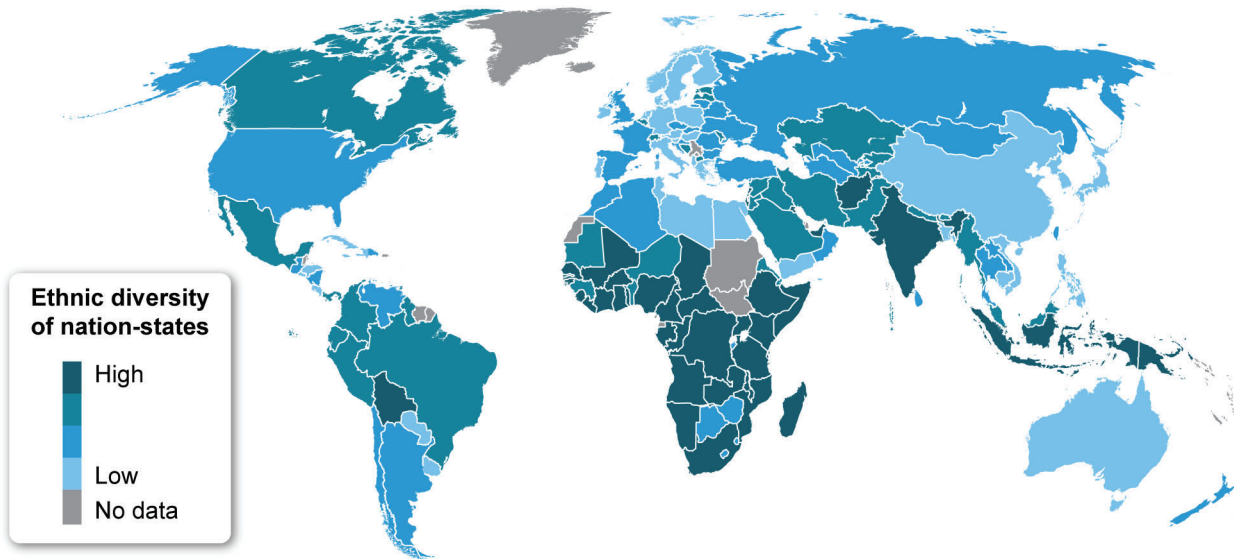 Ethnic diversity
of nation-states
High
Low
No data